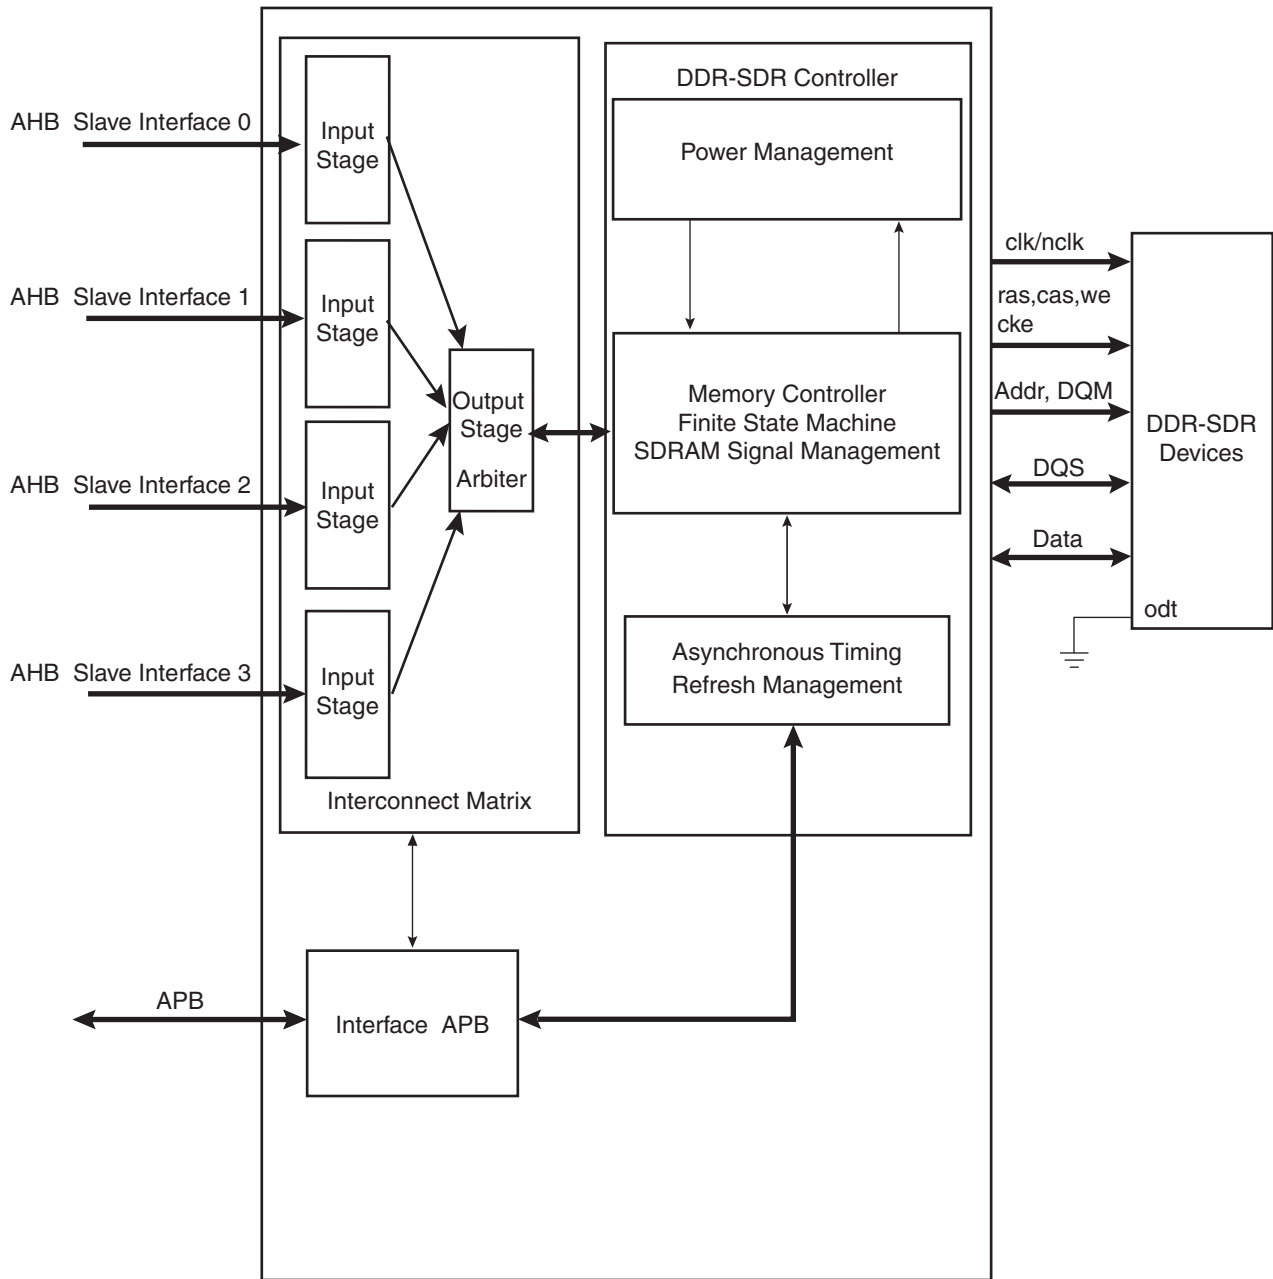 DDR-SDR Controller
AHB  Slave Interface 0
Input
Stage
Power Management
AHB  Slave Interface 1
Input
Stage
clk/nclk
ras,cas,we
cke
Output
Stage
Arbiter
Memory Controller
Finite State Machine
SDRAM Signal Management
Addr, DQM
DDR-SDR
Devices
AHB  Slave Interface 2
Input
Stage
DQS
Data
odt
AHB  Slave Interface 3
Input
Stage
Asynchronous Timing
Refresh Management
Interconnect Matrix
APB
Interface  APB